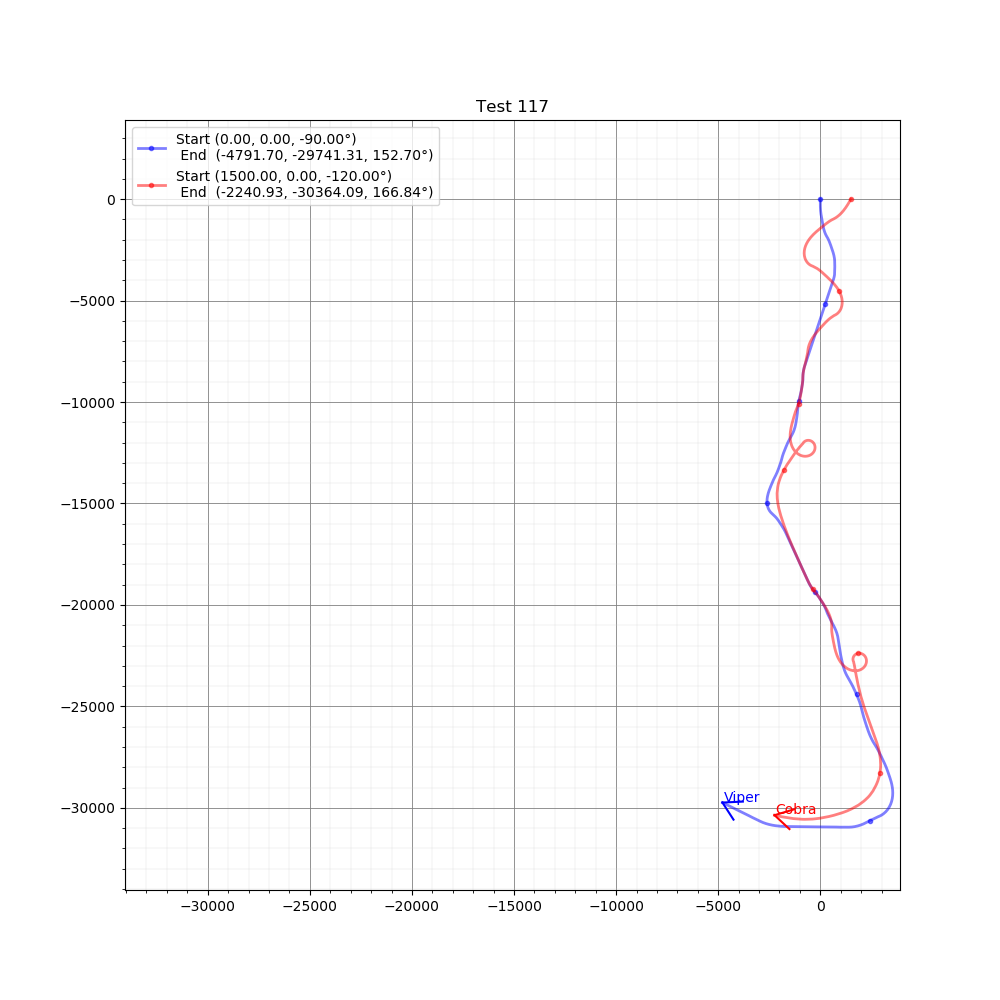 Test 117
Start (0.00, 0.00, -90.00°)
End (-4791.70, -29741.31, 152.70°)
Start (1500.00, 0.00, -120.00°)
End (-2240.93, -30364.09, 166.84°)
0
−5000
−10000
−15000
−20000
−25000
−30000
Viper
Cobra
−30000 −25000 −20000 −15000 −10000 −5000 0